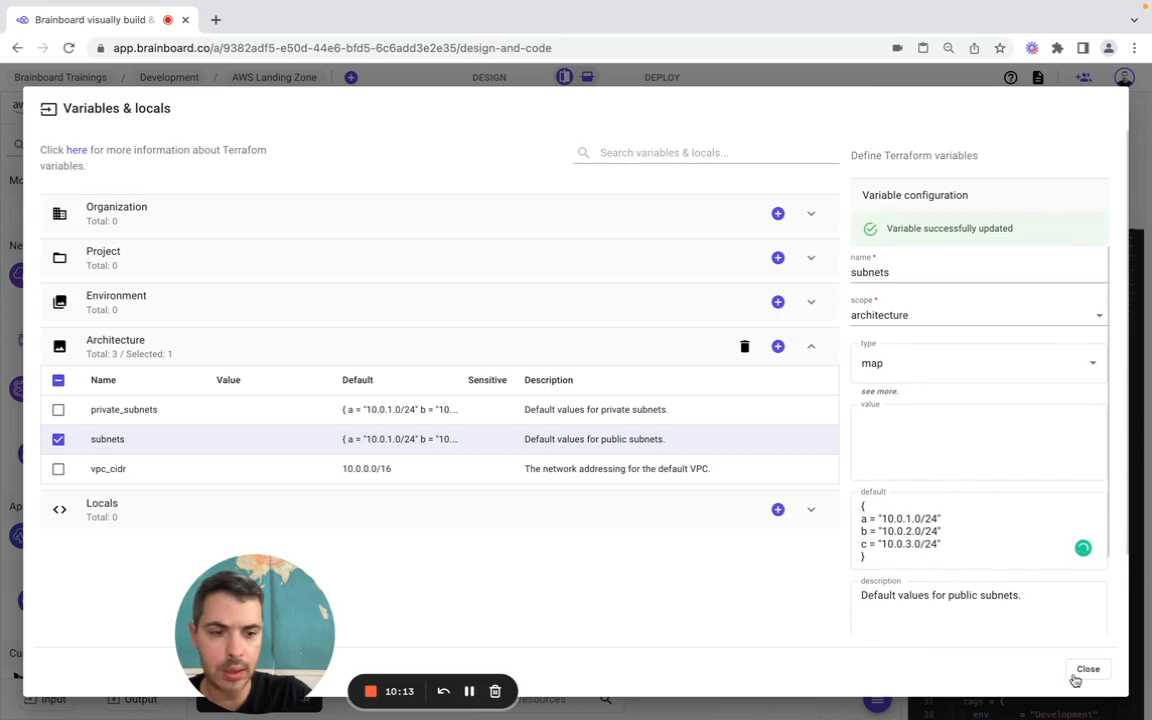 Brainboard visually build &
app.brainboard.co/a/9382adf5-e50d-44e6-bfd5-6c6add3e2e35/design-and-code
Brainboard Trainings / Development / AWS Landing Zone
DESIGN
DEPLOY
Variables & locals
Click here for more information about Terrafom
variables.
Search variables & locals...
Define Terraform variables
Variable configuration
Variable successfully updated
Organization
Total: 0
Project
Total: 0
Environment
Total: 0
Architecture
Total: 3 / Selected: 1
Name Value Default Sensitive Description
private_subnets { a = "10.0.1.0/24" b = "10.... Default values for private subnets.
subnets { a = "10.0.1.0/24" b = "10.... Default values for public subnets.
vpc_cidr 10.0.0.0/16 The network addressing for the default VPC.
Locals
Total: 0
name*
subnets
scope*
architecture
type
map
see more.
value
default
{
a = "10.0.1.0/24"
b = "10.0.2.0/24"
c = "10.0.3.0/24"
}
description
Default values for public subnets.
Close
10:13
Input
Output
37
38
env = "Development"